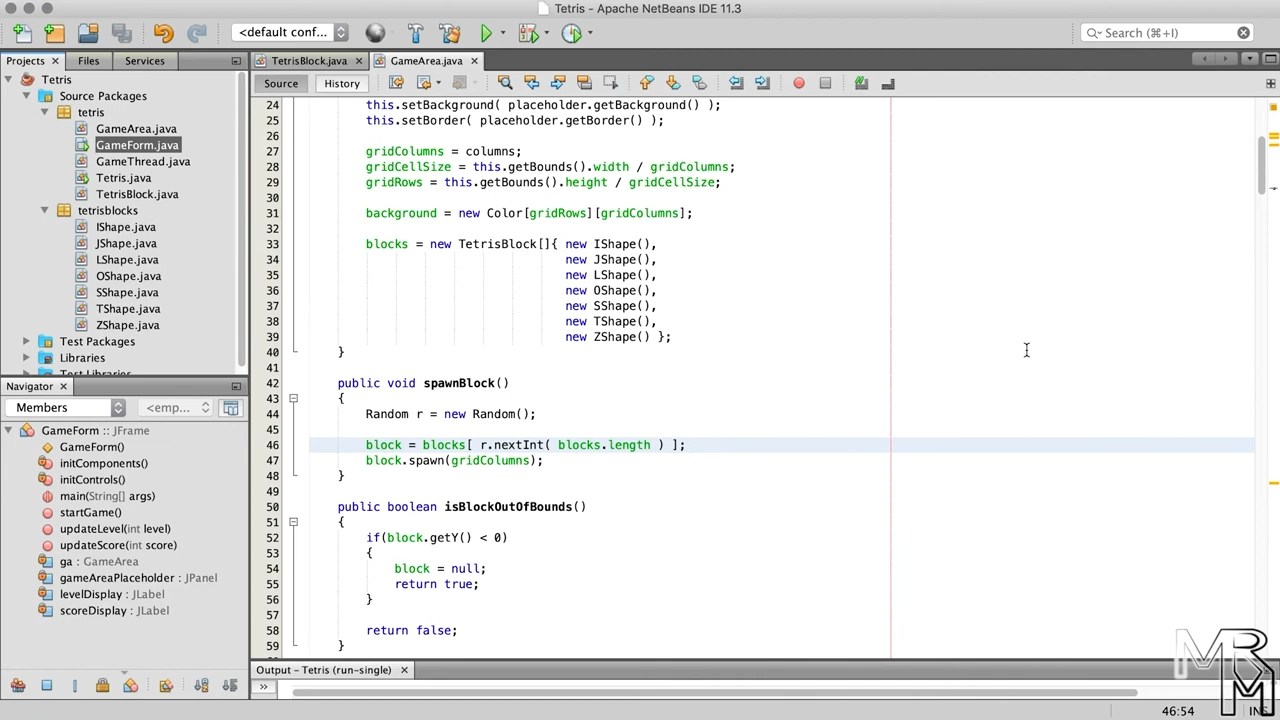 Tetris - Apache NetBeans IDE 11.3
<default conf...
Search (⌘+I)
Projects
Files
Services
TetrisBlock.java
GameArea.java
Source
History
Tetris
Source Packages
tetris
GameArea.java
GameForm.java
GameThread.java
Tetris.java
TetrisBlock.java
tetrisblocks
IShape.java
JShape.java
LShape.java
OShape.java
SShape.java
TShape.java
ZShape.java
Test Packages
Libraries
Test Libraries
Navigator
Members
<emp...
GameForm :: JFrame
GameForm()
initComponents()
initControls()
main(String[] args)
startGame()
updateLevel(int level)
updateScore(int score)
ga : GameArea
gameAreaPlaceholder : JPanel
levelDisplay : JLabel
scoreDisplay : JLabel
24 this.setBackground( placeholder.getBackground() );
25 this.setBorder( placeholder.getBorder() );
26
27 gridColumns = columns;
28 gridCellSize = this.getBounds().width / gridColumns;
29 gridRows = this.getBounds().height / gridCellSize;
30
31 background = new Color[gridRows][gridColumns];
32
33 blocks = new TetrisBlock[]{ new IShape(),
34 new JShape(),
35 new LShape(),
36 new OShape(),
37 new SShape(),
38 new TShape(),
39 new ZShape() };
40 }
41
42 public void spawnBlock()
43 {
44 Random r = new Random();
45
46 block = blocks[ r.nextInt( blocks.length ) ];
47 block.spawn(gridColumns);
48 }
49
50 public boolean isBlockOutOfBounds()
51 {
52 if(block.getY() < 0)
53 {
54 block = null;
55 return true;
56 }
57
58 return false;
59 }
Output - Tetris (run-single)
46:54
INS
MRM